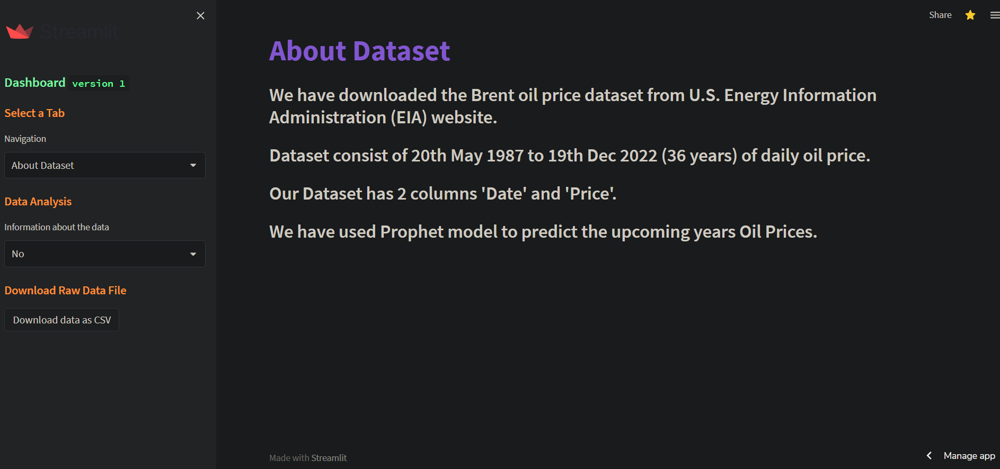 Streamlit
Dashboard version 1
Select a Tab
Navigation
About Dataset
Data Analysis
Information about the data
No
Download Raw Data File
Download data as CSV
Share
About Dataset
We have downloaded the Brent oil price dataset from U.S. Energy Information
Administration (EIA) website.
Dataset consist of 20th May 1987 to 19th Dec 2022 (36 years) of daily oil price.
Our Dataset has 2 columns 'Date' and 'Price'.
We have used Prophet model to predict the upcoming years Oil Prices.
Made with Streamlit
Manage app